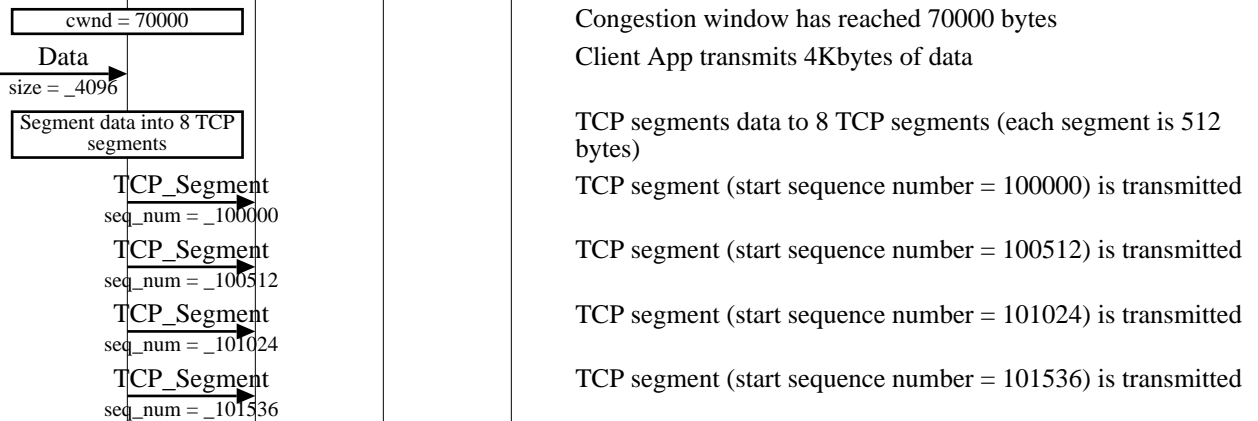 cwnd = 70000
Congestion window has reached 70000 bytes
Data
Client App transmits 4Kbytes of data
size = _4096
Segment data into 8 TCP
segments
TCP segments data to 8 TCP segments (each segment is 512
bytes)
TCP_Segment
TCP segment (start sequence number = 100000) is transmitted
seq_num = _100000
TCP_Segment
TCP segment (start sequence number = 100512) is transmitted
seq_num = _100512
TCP_Segment
TCP segment (start sequence number = 101024) is transmitted
seq_num = _101024
TCP_Segment
TCP segment (start sequence number = 101536) is transmitted
seq_num = _101536